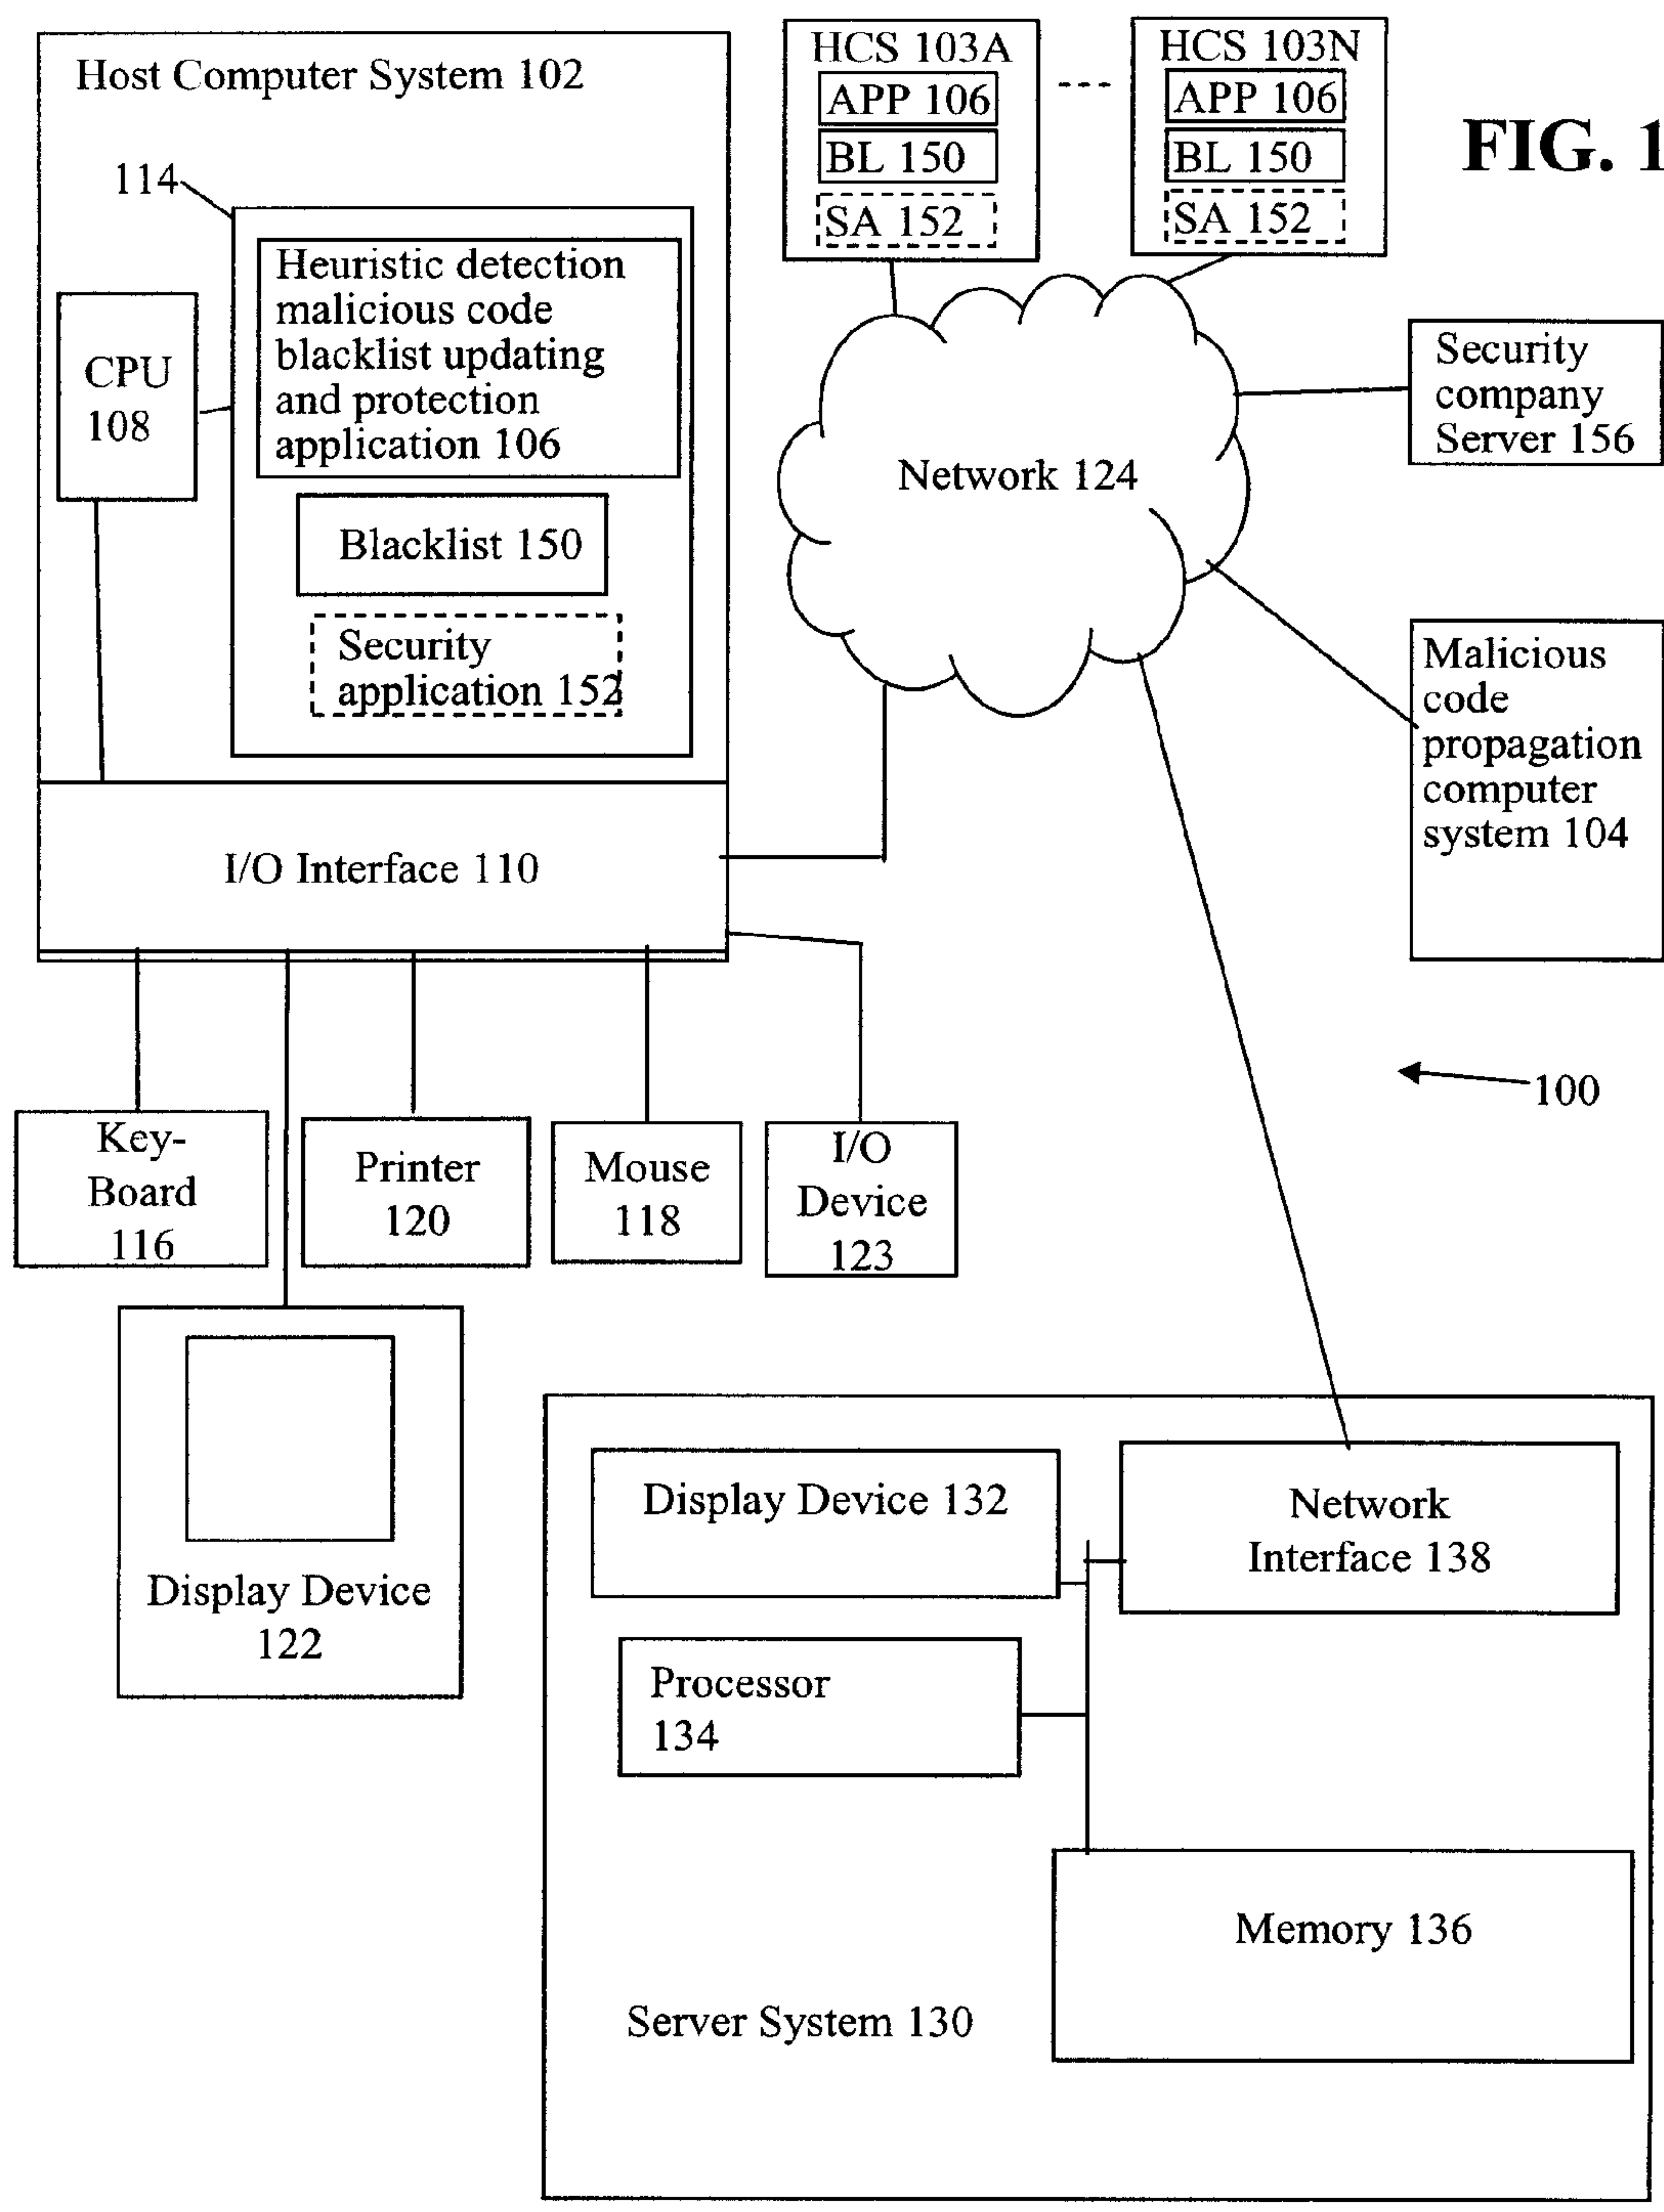 Host Computer System 102
114
Heuristic detection
malicious code
blacklist updating
and protection
application 106
CPU
108
Blacklist 150
Security
application 152
I/O Interface 110
HCS 103A
APP 106
BL 150
SA 152
HCS 103N
APP 106
BL 150
SA 152
FIG. 1
Network 124
Security
company
Server 156
Malicious
code
propagation
computer
system 104
100
Key-
Board
116
Printer
120
Mouse
118
I/O
Device
123
Display Device
122
Display Device 132
Network
Interface 138
Processor
134
Memory 136
Server System 130